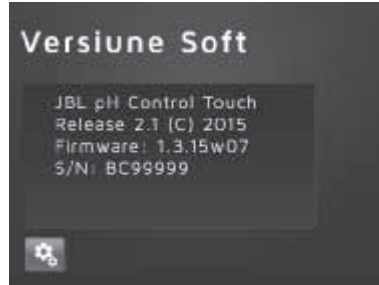 Versiune Soft
JBL pH Control Touch
Release 2.1 (C) 2015
Firmware: 1.3.15w07
S/N: BC99999